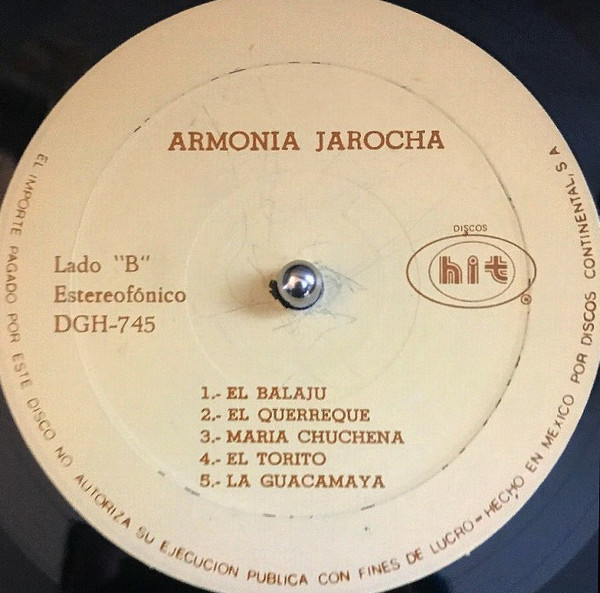 ARMONIA JAROCHA
DISCOS
hit
®
Lado "B"
Estereofónico
DGH-745
1.- EL BALAJU
2.- EL QUERREQUE
3.- MARIA CHUCHENA
4.- EL TORITO
5.- LA GUACAMAYA
EL IMPORTE PAGADO POR ESTE DISCO NO AUTORIZA SU EJECUCION PUBLICA CON FINES DE LUCRO - HECHO EN MEXICO POR DISCOS CONTINENTAL, S A